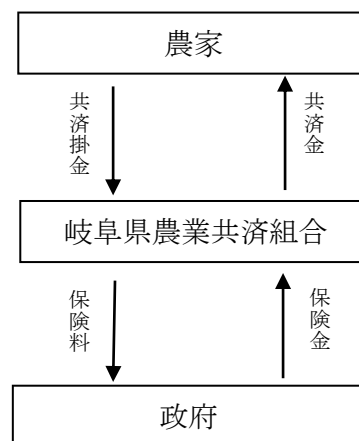 農家
共済掛金
共済金
岐阜県農業共済組合
保険料
保険金
政府